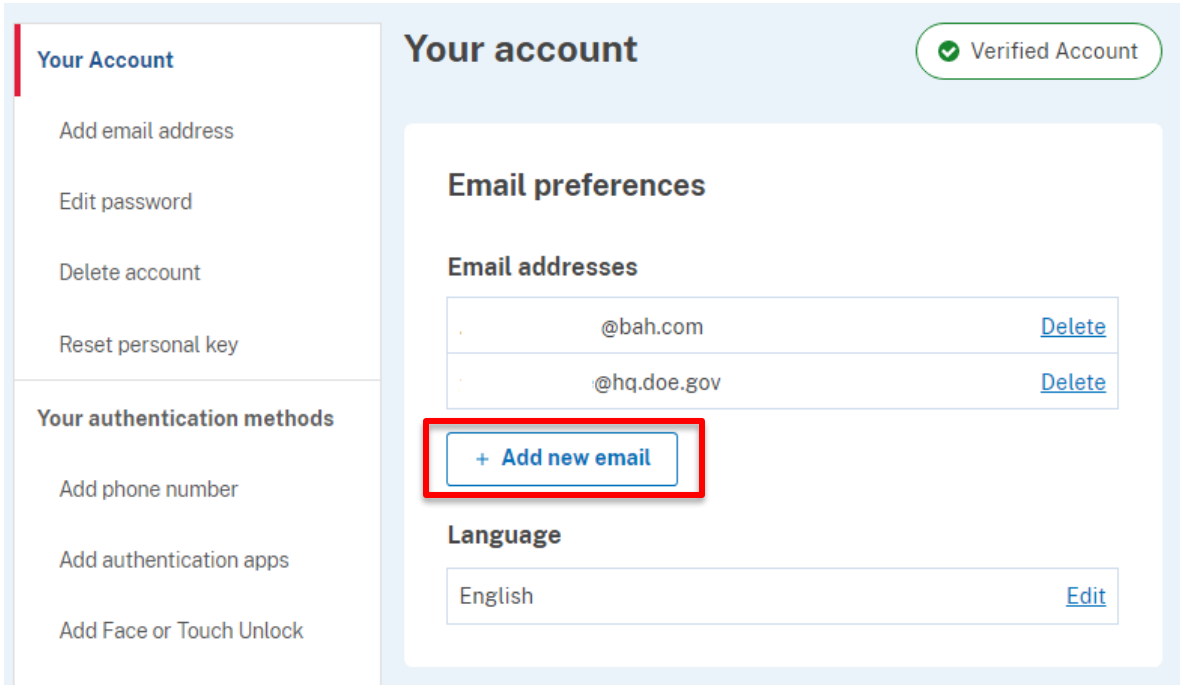 Your Account
Add email address
Edit password
Delete account
Reset personal key
Your authentication methods
Add phone number
Add authentication apps
Add Face or Touch Unlock
Your account
Verified Account
Email preferences
Email addresses
@bah.com Delete
@hq.doe.gov Delete
+ Add new email
Language
English Edit